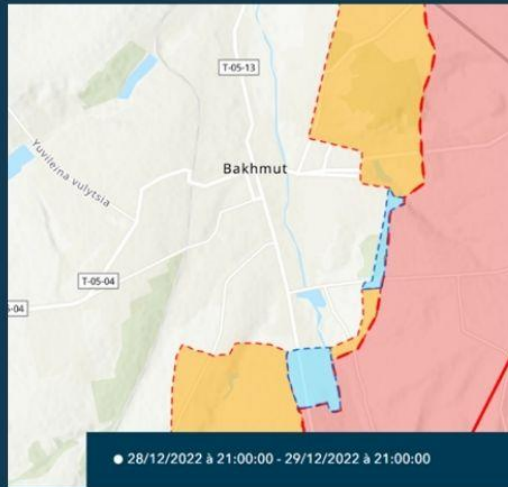 T-05-13
Bakhmut
Yuvileina vulytsia
T-05-04
-04
● 28/12/2022 à 21:00:00 - 29/12/2022 à 21:00:00